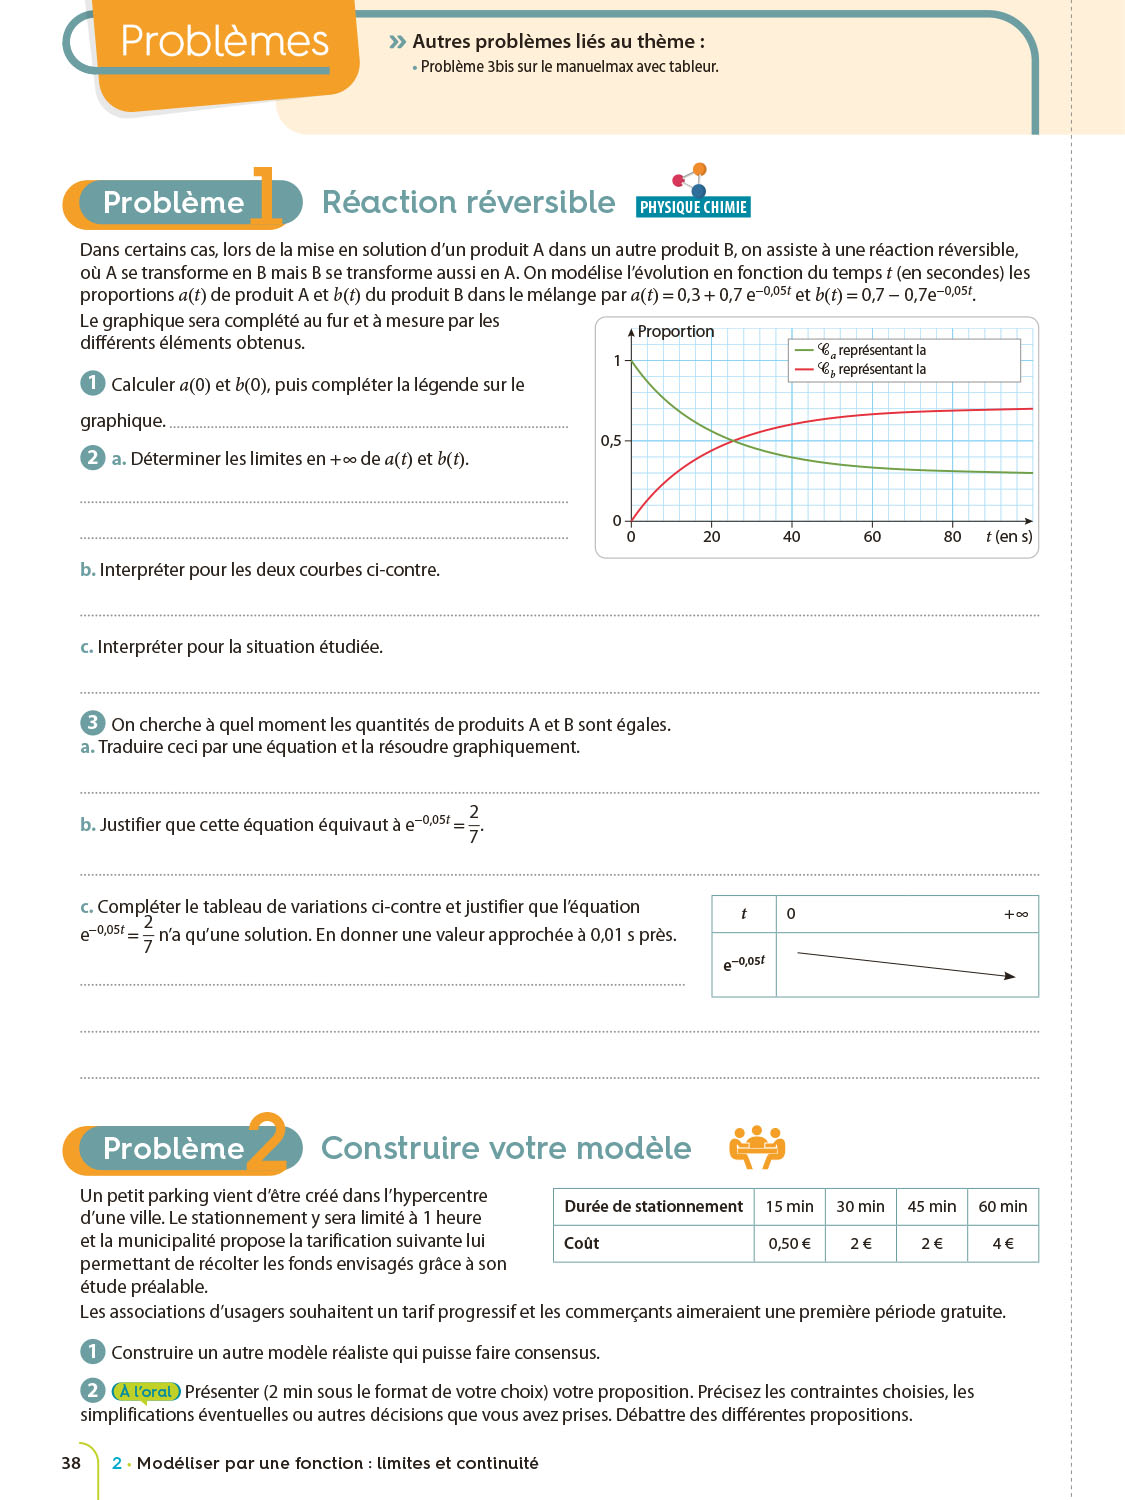 Problèmes
» Autres problèmes liés au thème :
• Problème 3bis sur le manuelmax avec tableur.
Problème 1 Réaction réversible PHYSIQUE CHIMIE
Dans certains cas, lors de la mise en solution d’un produit A dans un autre produit B, on assiste à une réaction réversible,
où A se transforme en B mais B se transforme aussi en A. On modélise l’évolution en fonction du temps t (en secondes) les
proportions a(t) de produit A et b(t) du produit B dans le mélange par a(t) = 0,3 + 0,7 e^−0,05t et b(t) = 0,7 − 0,7e^−0,05t.
Le graphique sera complété au fur et à mesure par les
différents éléments obtenus.
1 Calculer a(0) et b(0), puis compléter la légende sur le
graphique.
2 a. Déterminer les limites en +∞ de a(t) et b(t).
Proportion
𝒞a représentant la
𝒞b représentant la
1
0,5
0
0 20 40 60 80 t (en s)
b. Interpréter pour les deux courbes ci-contre.
c. Interpréter pour la situation étudiée.
3 On cherche à quel moment les quantités de produits A et B sont égales.
a. Traduire ceci par une équation et la résoudre graphiquement.
b. Justifier que cette équation équivaut à e^−0,05t = 2/7.
c. Compléter le tableau de variations ci-contre et justifier que l’équation
e^−0,05t = 2/7 n’a qu’une solution. En donner une valeur approchée à 0,01 s près.
t 0 +∞
e^−0,05t
Problème 2 Construire votre modèle
Un petit parking vient d’être créé dans l’hypercentre
d’une ville. Le stationnement y sera limité à 1 heure
et la municipalité propose la tarification suivante lui
permettant de récolter les fonds envisagés grâce à son
étude préalable.
Durée de stationnement 15 min 30 min 45 min 60 min
Coût 0,50 € 2 € 2 € 4 €
Les associations d’usagers souhaitent un tarif progressif et les commerçants aimeraient une première période gratuite.
1 Construire un autre modèle réaliste qui puisse faire consensus.
2 À l’oral Présenter (2 min sous le format de votre choix) votre proposition. Précisez les contraintes choisies, les
simplifications éventuelles ou autres décisions que vous avez prises. Débattre des différentes propositions.
38 2 • Modéliser par une fonction : limites et continuité